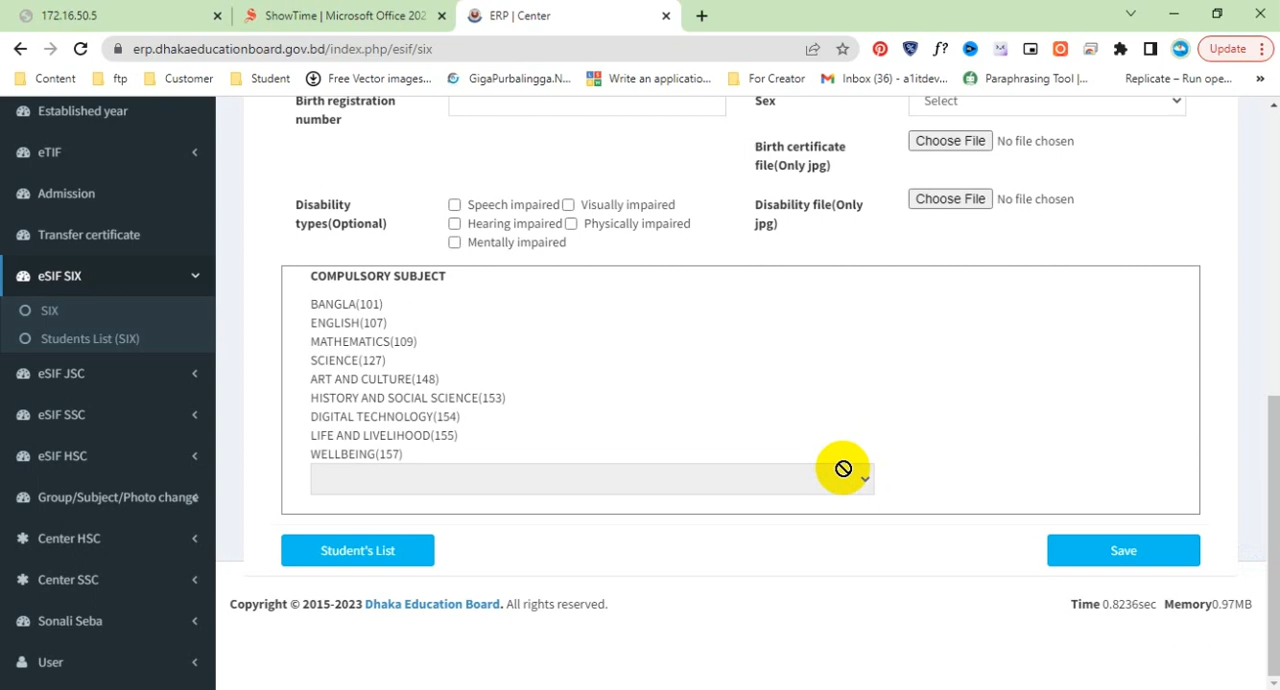 172.16.50.5
ShowTime | Microsoft Office 202
ERP | Center
erp.dhakaeducationboard.gov.bd/index.php/esif/six
f?
Update
Content
ftp
Customer
Student
Free Vector images...
GigaPurbalingga.N...
Write an applicatio...
For Creator
Inbox (36) - a1itdev...
Paraphrasing Tool |...
Replicate – Run ope...
»
Established year
eTIF
Admission
Transfer certificate
eSIF SIX
SIX
Students List (SIX)
eSIF JSC
eSIF SSC
eSIF HSC
Group/Subject/Photo change
Center HSC
Center SSC
Sonali Seba
User
Birth registration
number
Sex
Select
Birth certificate
file(Only jpg)
Choose File No file chosen
Disability
types(Optional)
Speech impaired Visually impaired
Hearing impaired Physically impaired
Mentally impaired
Disability file(Only
jpg)
Choose File No file chosen
COMPULSORY SUBJECT
BANGLA(101)
ENGLISH(107)
MATHEMATICS(109)
SCIENCE(127)
ART AND CULTURE(148)
HISTORY AND SOCIAL SCIENCE(153)
DIGITAL TECHNOLOGY(154)
LIFE AND LIVELIHOOD(155)
WELLBEING(157)
Student's List
Save
Copyright © 2015-2023 Dhaka Education Board. All rights reserved.
Time 0.8236sec Memory0.97MB